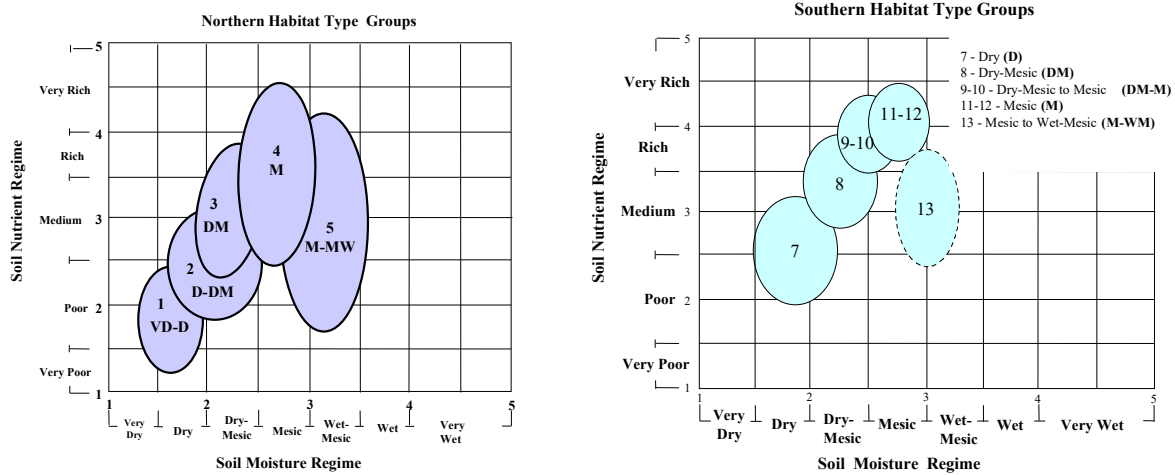 Northern Habitat Type Groups
Soil Nutrient Regime
5
Very Rich
4
Rich
Medium
3
Poor
2
Very Poor
1
4
M
3
DM
5
M-MW
2
D-DM
1
VD-D
1
2
3
4
5
Very
Dry
Dry
Dry-
Mesic
Mesic
Wet-
Mesic
Wet
Very
Wet
Soil Moisture Regime
Southern Habitat Type Groups
Soil Nutrient Regime
5
Very Rich
4
Rich
Medium
3
Poor
2
Very Poor
1
7 - Dry (D)
8 - Dry-Mesic (DM)
9-10 - Dry-Mesic to Mesic (DM-M)
11-12 - Mesic (M)
13 - Mesic to Wet-Mesic (M-WM)
11-12
9-10
8
13
7
1
2
3
4
5
Very
Dry
Dry
Dry-
Mesic
Mesic
Wet-
Mesic
Wet
Very Wet
Soil Moisture Regime